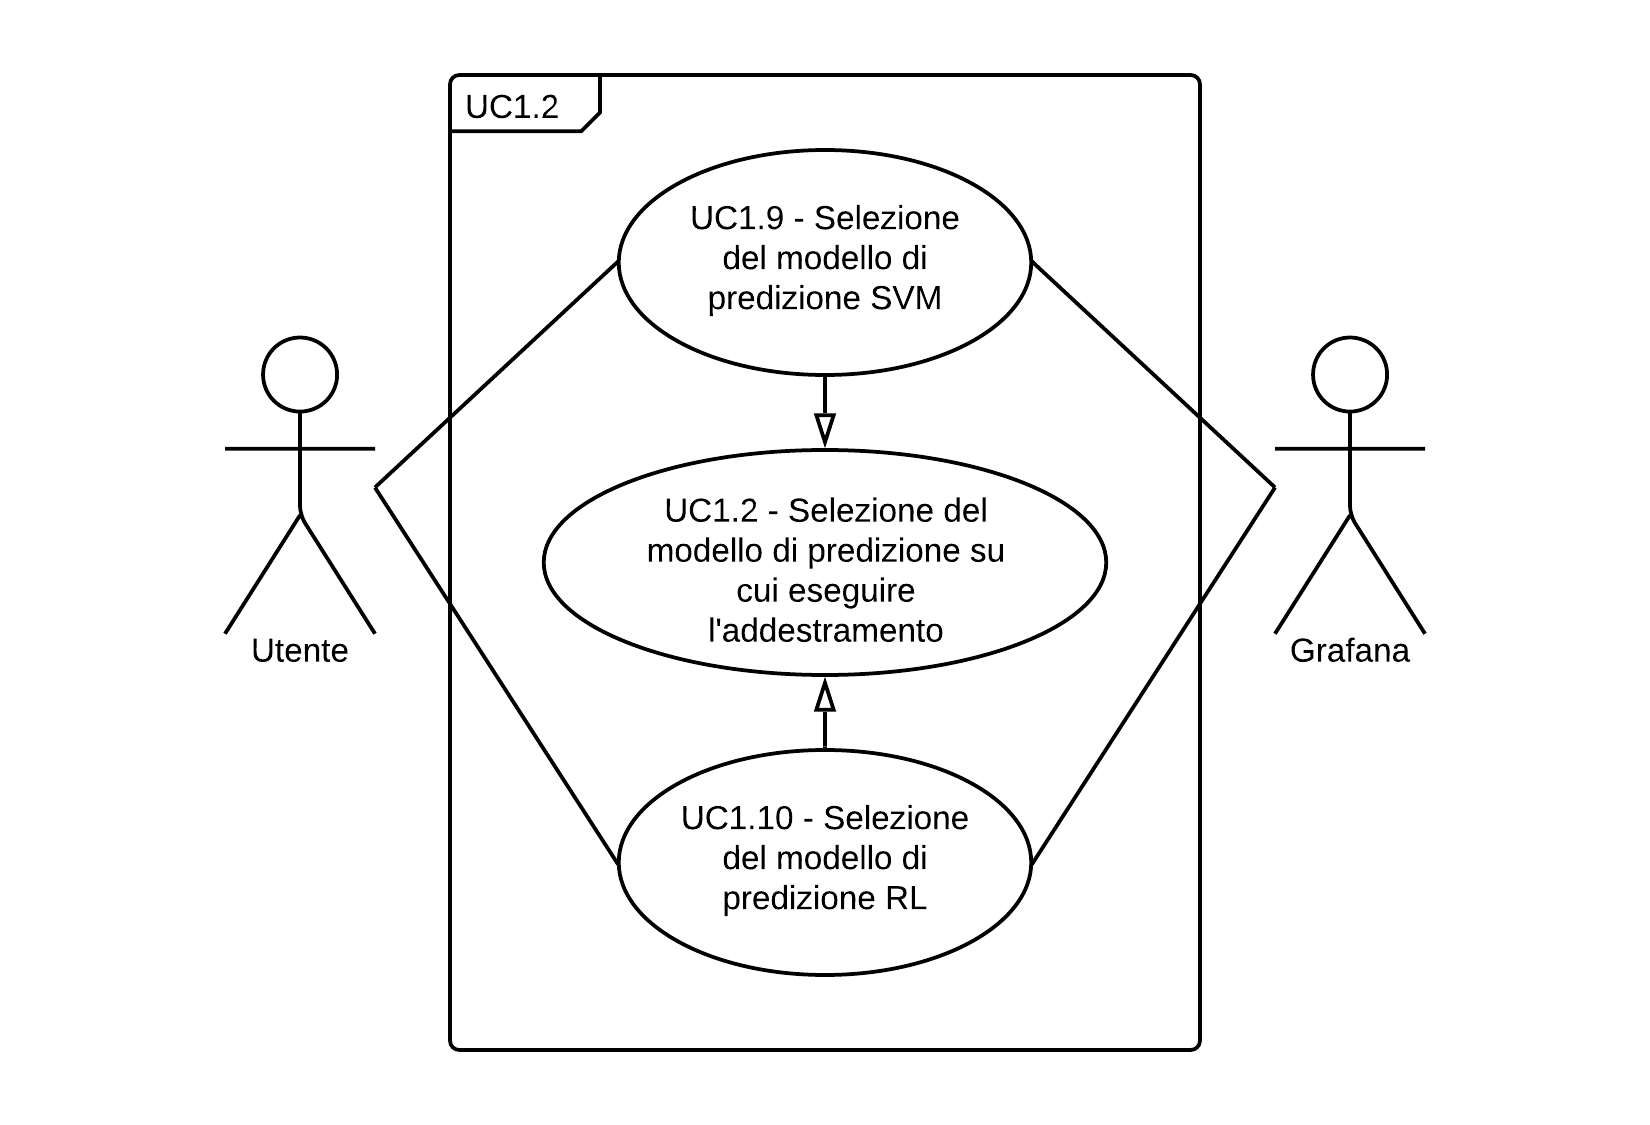 UC1.2
UC1.9 - Selezione
del modello di
predizione SVM
UC1.2 - Selezione del
modello di predizione su
cui eseguire
l'addestramento
Utente
Grafana
UC1.10 - Selezione
del modello di
predizione RL